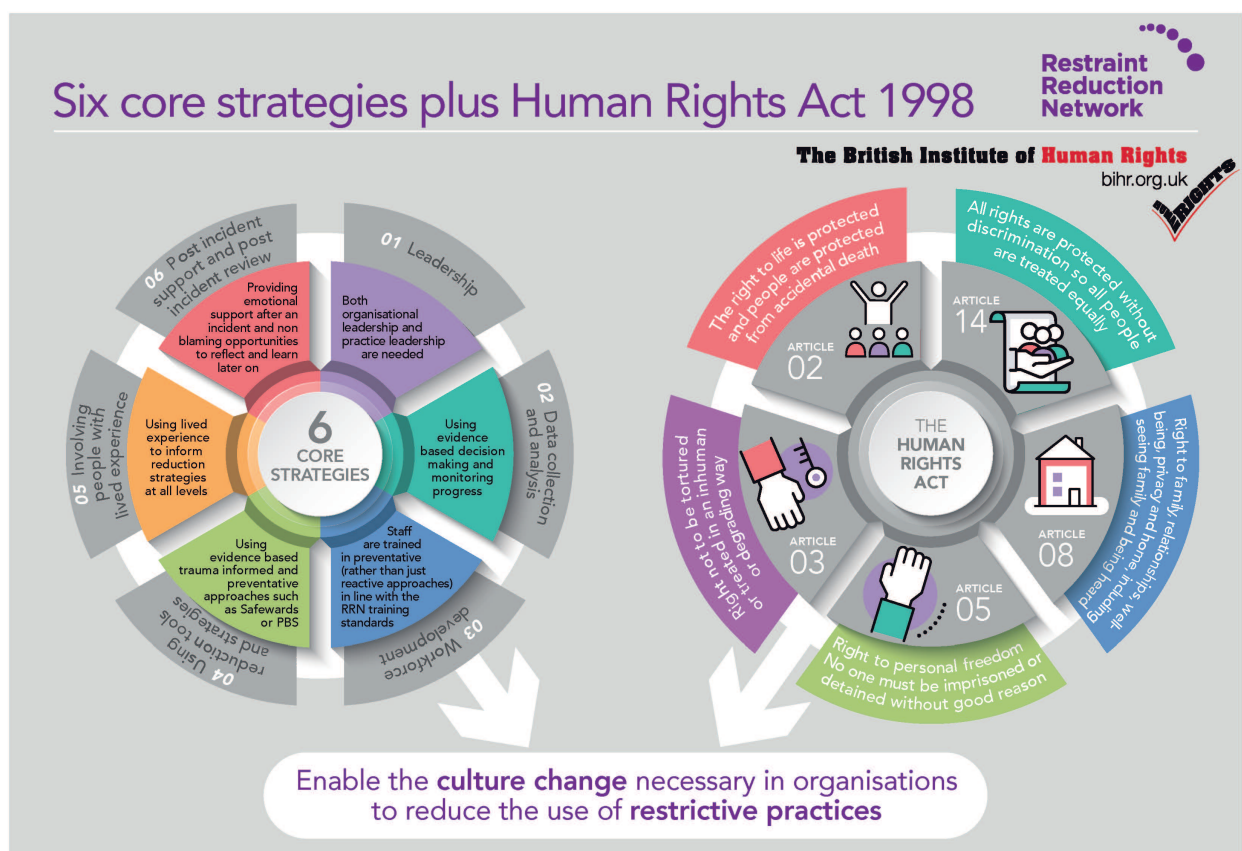 Six core strategies plus Human Rights Act 1998
Restraint
Reduction
Network
The British Institute of Human Rights
bihr.org.uk
RIGHTS
01 Leadership
Both
organisational
leadership and
practice leadership
are needed
02 Data collection
and analysis
Using
evidence
based decision
making and
monitoring
progress
03 Workforce
development
Staff
are trained
in preventative
(rather than just
reactive approaches)
in line with the
RRN training
standards
04 Using
reduction tools
and strategies
Using
evidence based
trauma informed and
preventative
approaches such
as Safewards
or PBS
05 Involving
people with
lived experience
Using lived
experience
to inform
reduction
strategies
at all levels
06 Post incident
support and post
incident review
Providing
emotional
support after an
incident and non
blaming opportunities
to reflect and learn
later on
6
CORE
STRATEGIES
The right to life is protected
and people are protected
from accidental death
ARTICLE
02
All rights are protected without
discrimination so all people
are treated equally
ARTICLE
14
Right to family, relationships, well-
being, privacy and home, including
seeing family and being heard
ARTICLE
08
Right to personal freedom
No one must be imprisoned or
detained without good reason
ARTICLE
05
Right not to be tortured
or treated in an inhuman
or degrading way
ARTICLE
03
THE
HUMAN
RIGHTS
ACT
Enable the culture change necessary in organisations
to reduce the use of restrictive practices